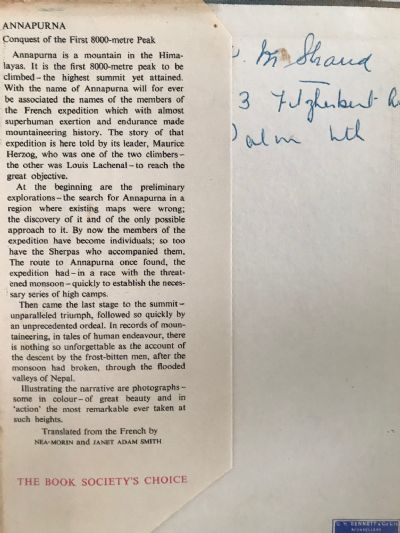 ANNAPURNA
Conquest of the First 8000-metre Peak
Annapurna is a mountain in the Hima-
layas. It is the first 8000-metre peak to be
climbed – the highest summit yet attained.
With the name of Annapurna will for ever
be associated the names of the members of
the French expedition which with almost
superhuman exertion and endurance made
mountaineering history. The story of that
expedition is here told by its leader, Maurice
Herzog, who was one of the two climbers –
the other was Louis Lachenal – to reach the
great objective.
At the beginning are the preliminary
explorations – the search for Annapurna in a
region where existing maps were wrong;
the discovery of it and of the only possible
approach to it. By now the members of the
expedition have become individuals; so too
have the Sherpas who accompanied them.
The route to Annapurna once found, the
expedition had – in a race with the threat-
ened monsoon – quickly to establish the neces-
sary series of high camps.
Then came the last stage to the summit –
unparalleled triumph, followed so quickly by
an unprecedented ordeal. In records of moun-
taineering, in tales of human endeavour, there
is nothing so unforgettable as the account of
the descent by the frost-bitten men, after the
monsoon had broken, through the flooded
valleys of Nepal.
Illustrating the narrative are photographs –
some in colour – of great beauty and in
'action' the most remarkable ever taken at
such heights.
Translated from the French by
NEA-MORIN and JANET ADAM SMITH
THE BOOK SOCIETY'S CHOICE
M Shand
3 Fitzherbert
Nth
BENNETT